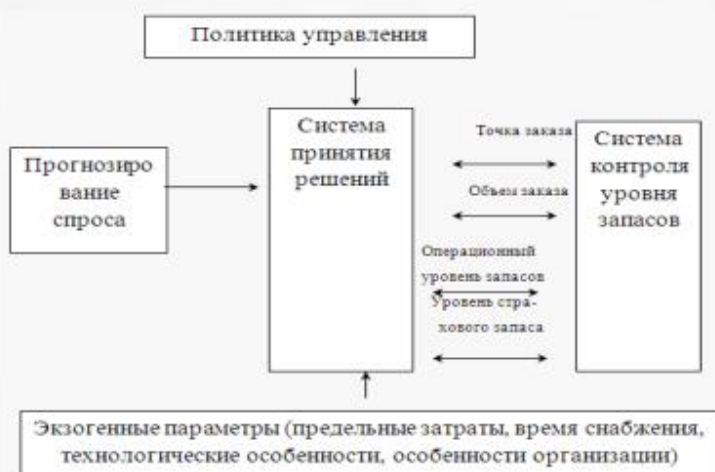 Политика управления
Система
принятия
решений
Прогнозиро
вание
спроса
Точка заказа
Объем заказа
Операционный
уровень запасов
Уровень стра-
хового запаса
Система
контроля
уровня
запасов
Экзогенные параметры (предельные затраты, время снабжения,
технологические особенности, особенности организации)